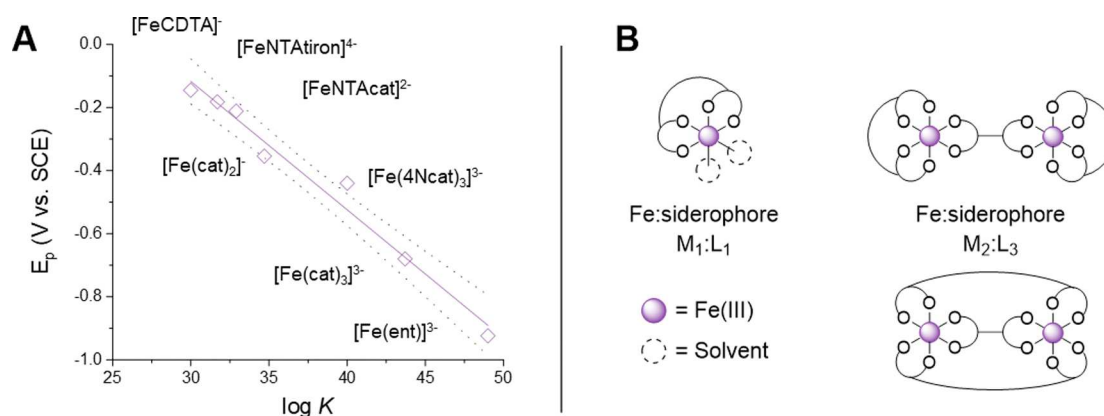 A
[FeCDTA]-
[FeNTAtiron]4-
[FeNTAcat]2-
[Fe(cat)2]-
[Fe(4Ncat)3]3-
[Fe(cat)3]3-
[Fe(ent)]3-
Ep (V vs. SCE)
0.0
-0.2
-0.4
-0.6
-0.8
-1.0
25 30 35 40 45 50
log K
B
O O O O
O O O O O O
O O O O O O
Fe:siderophore
M1:L1
Fe:siderophore
M2:L3
= Fe(III)
= Solvent
O O O O
O O O O
O O O O